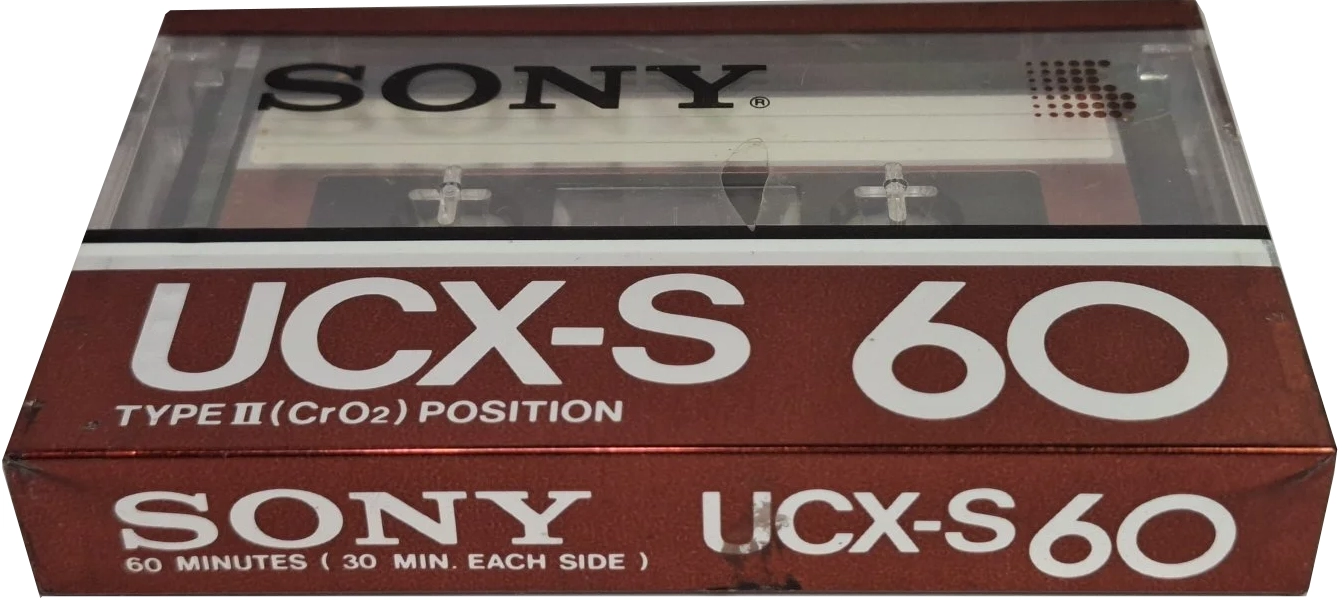 SONY®
UCX-S 60
TYPE II (CrO2) POSITION
SONY UCX-S 60
60 MINUTES ( 30 MIN. EACH SIDE )